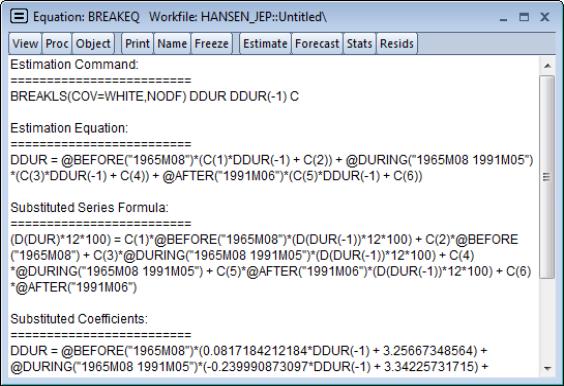 Equation: BREAKEQ Workfile: HANSEN_JEP::Untitled\
View Proc Object Print Name Freeze Estimate Forecast Stats Resids
Estimation Command:
=========================
BREAKLS(COV=WHITE,NODF) DDUR DDUR(-1) C
Estimation Equation:
=========================
DDUR = @BEFORE("1965M08")*(C(1)*DDUR(-1) + C(2)) + @DURING("1965M08 1991M05")
*(C(3)*DDUR(-1) + C(4)) + @AFTER("1991M06")*(C(5)*DDUR(-1) + C(6))
Substituted Series Formula:
=========================
(D(DUR)*12*100) = C(1)*@BEFORE("1965M08")*(D(DUR(-1))*12*100) + C(2)*@BEFORE
("1965M08") + C(3)*@DURING("1965M08 1991M05")*(D(DUR(-1))*12*100) + C(4)
*@DURING("1965M08 1991M05") + C(5)*@AFTER("1991M06")*(D(DUR(-1))*12*100) + C(6)
*@AFTER("1991M06")
Substituted Coefficients:
=========================
DDUR = @BEFORE("1965M08")*(0.0817184212184*DDUR(-1) + 3.25667348564) +
@DURING("1965M08 1991M05")*(-0.239990873097*DDUR(-1) + 3.34225731715) +